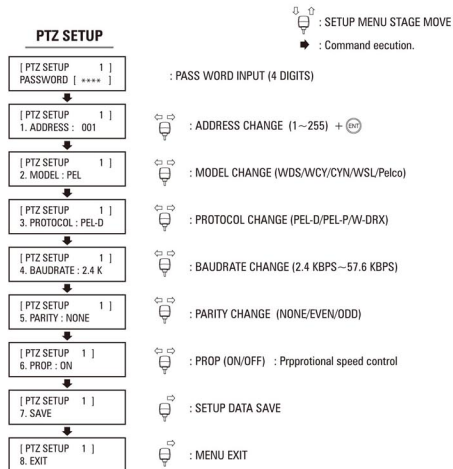 : SETUP MENU STAGE MOVE
PTZ SETUP
: Command eecution.
[ PTZ SETUP 1 ]
PASSWORD [ **** ]
: PASS WORD INPUT (4 DIGITS)
[ PTZ SETUP 1 ]
1. ADDRESS : 001
: ADDRESS CHANGE (1~255) + ENT
[ PTZ SETUP 1 ]
2. MODEL : PEL
: MODEL CHANGE (WDS/WCY/CYN/WSL/Pelco)
[ PTZ SETUP 1 ]
3. PROTOCOL : PEL-D
: PROTOCOL CHANGE (PEL-D/PEL-P/W-DRX)
[ PTZ SETUP 1 ]
4. BAUDRATE : 2.4 K
: BAUDRATE CHANGE (2.4 KBPS~57.6 KBPS)
[ PTZ SETUP 1 ]
5. PARITY : NONE
: PARITY CHANGE (NONE/EVEN/ODD)
[ PTZ SETUP 1 ]
6. PROP. : ON
: PROP (ON/OFF) : Prpprotional speed control
[ PTZ SETUP 1 ]
7. SAVE
: SETUP DATA SAVE
[ PTZ SETUP 1 ]
8. EXIT
: MENU EXIT